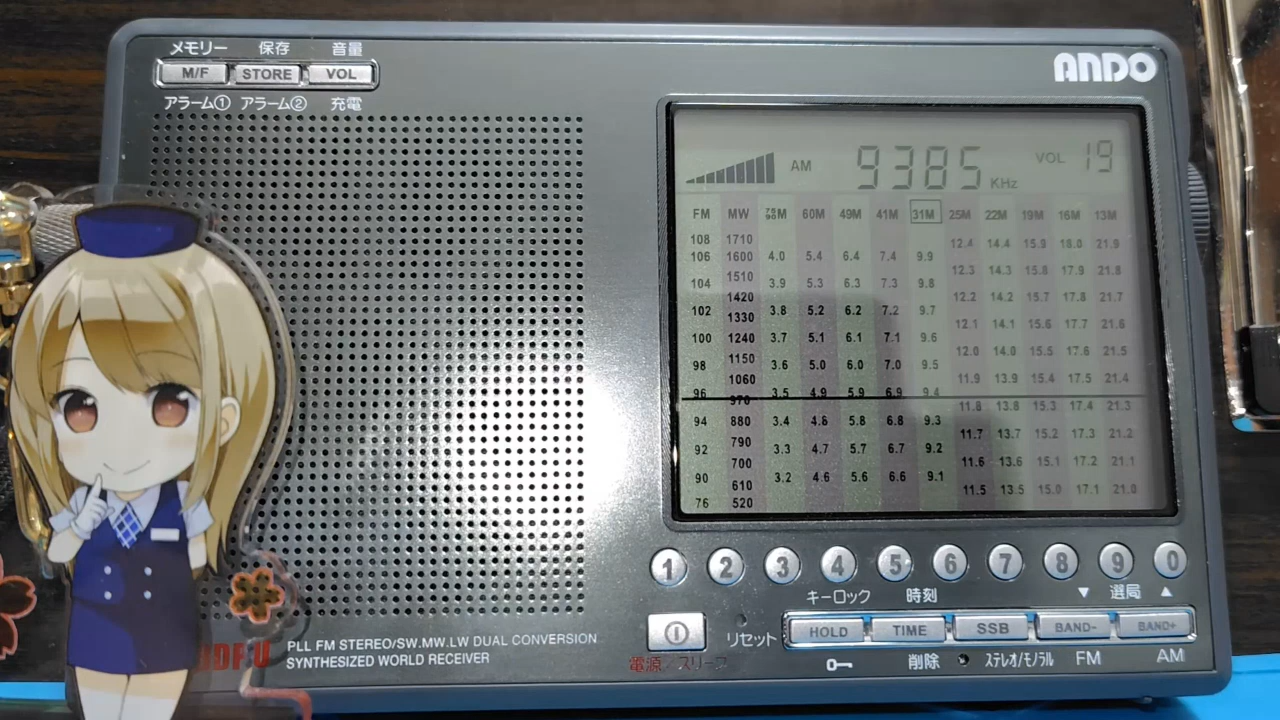 メモリー 保存 音量
M/F STORE VOL
アラーム① アラーム② 充電
ANDO
AM 9385 KHz VOL 19
FM MW 75M 60M 49M 41M 31M 25M 22M 19M 16M 13M
108 1710 12.4 14.4 15.9 18.0 21.9
106 1600 4.0 5.4 6.4 7.4 9.9
1510 12.3 14.3 15.8 17.9 21.8
104 3.9 5.3 6.3 7.3 9.8
1420 12.2 14.2 15.7 17.8 21.7
102 3.8 5.2 6.2 7.2 9.7
1330 12.1 14.1 15.6 17.7 21.6
100 1240 3.7 5.1 6.1 7.1 9.6
1150 12.0 14.0 15.5 17.6 21.5
98 3.6 5.0 6.0 7.0 9.5
1060 11.9 13.9 15.4 17.5 21.4
96 970 3.5 4.9 5.9 6.9 9.4
11.8 13.8 15.3 17.4 21.3
94 880 3.4 4.8 5.8 6.8 9.3
790 11.7 13.7 15.2 17.3 21.2
92 3.3 4.7 5.7 6.7 9.2
700 11.6 13.6 15.1 17.2 21.1
90 3.2 4.6 5.6 6.6 9.1
610 11.5 13.5 15.0 17.1 21.0
76 520
1 2 3 4 5 6 7 8 9 0
キーロック 時刻 ▼ 選局 ▲
HOLD TIME SSB BAND- BAND+
リセット
電源/スリープ
削除 ステレオ/モノラル FM AM
PLL FM STEREO/SW.MW.LW DUAL CONVERSION
SYNTHESIZED WORLD RECEIVER